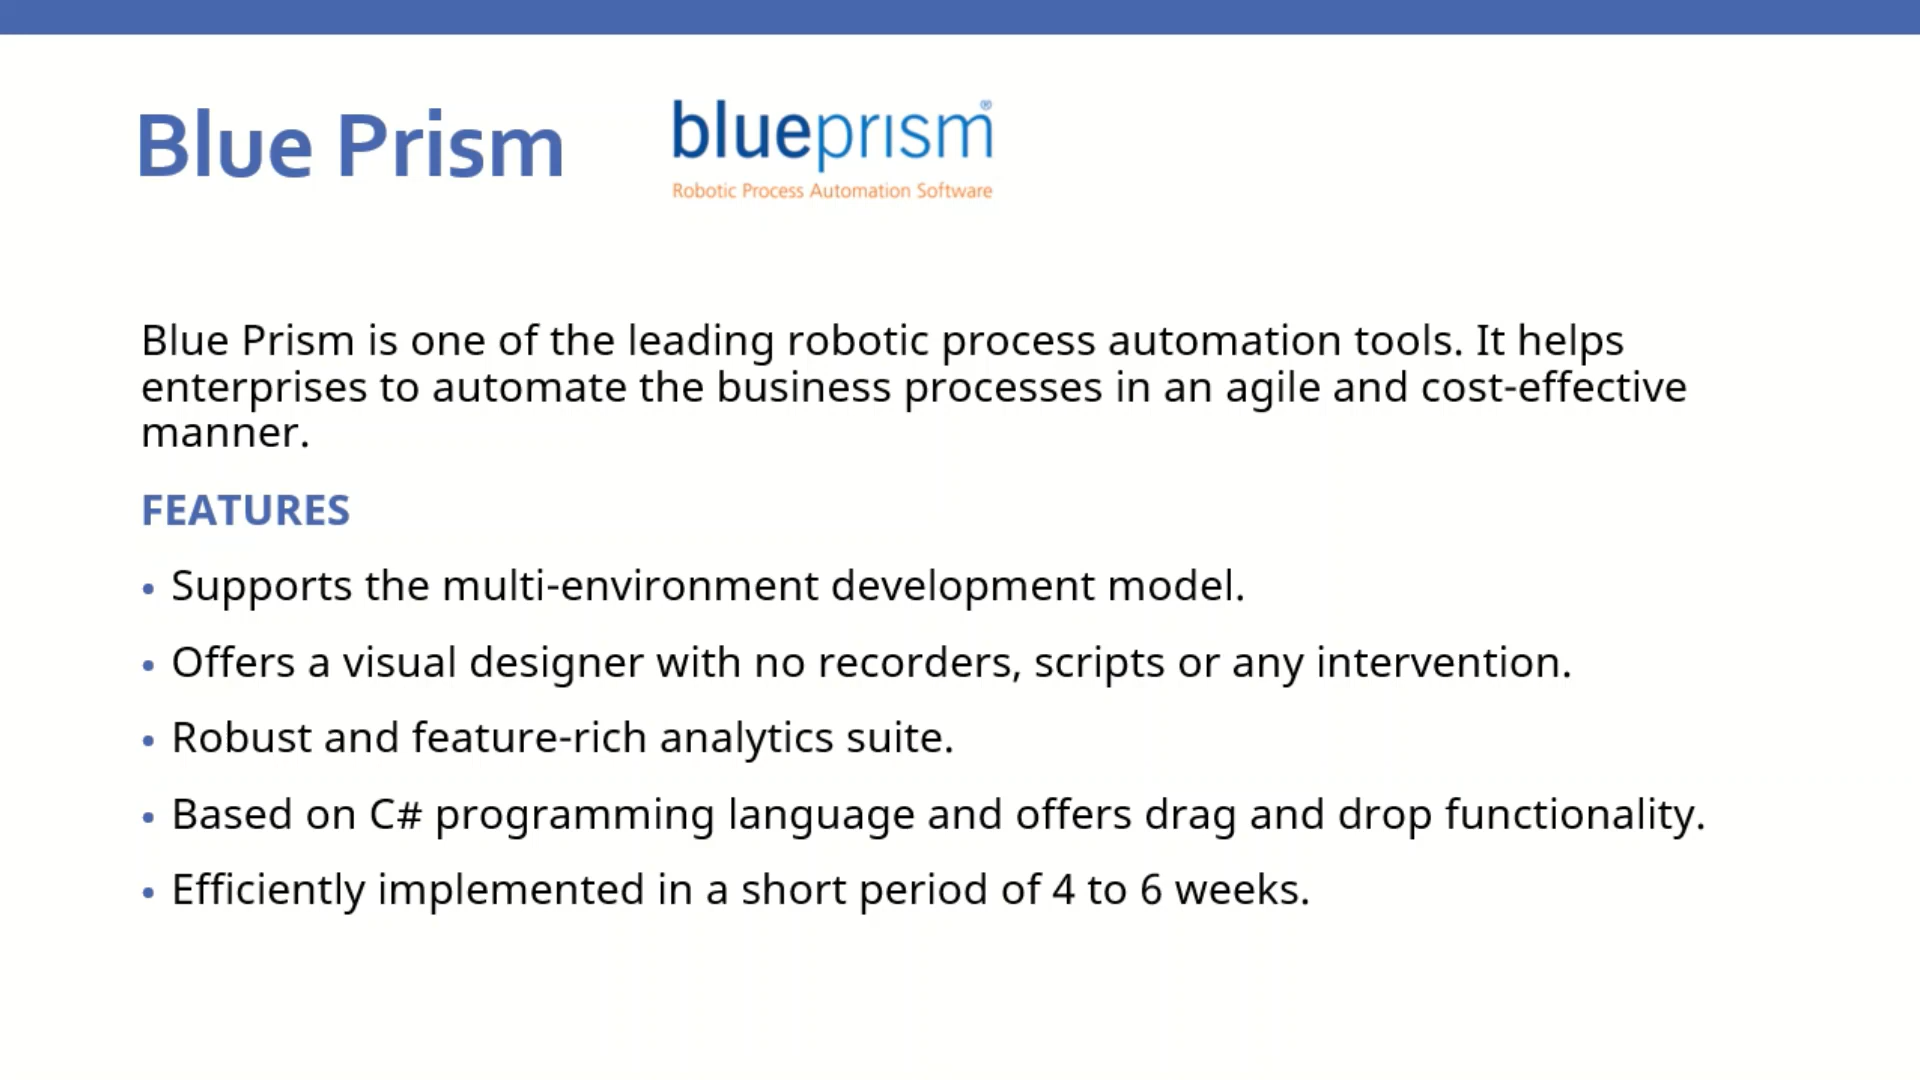 Blue Prism
blueprism®
Robotic Process Automation Software
Blue Prism is one of the leading robotic process automation tools. It helps
enterprises to automate the business processes in an agile and cost-effective
manner.
FEATURES
• Supports the multi-environment development model.
• Offers a visual designer with no recorders, scripts or any intervention.
• Robust and feature-rich analytics suite.
• Based on C# programming language and offers drag and drop functionality.
• Efficiently implemented in a short period of 4 to 6 weeks.